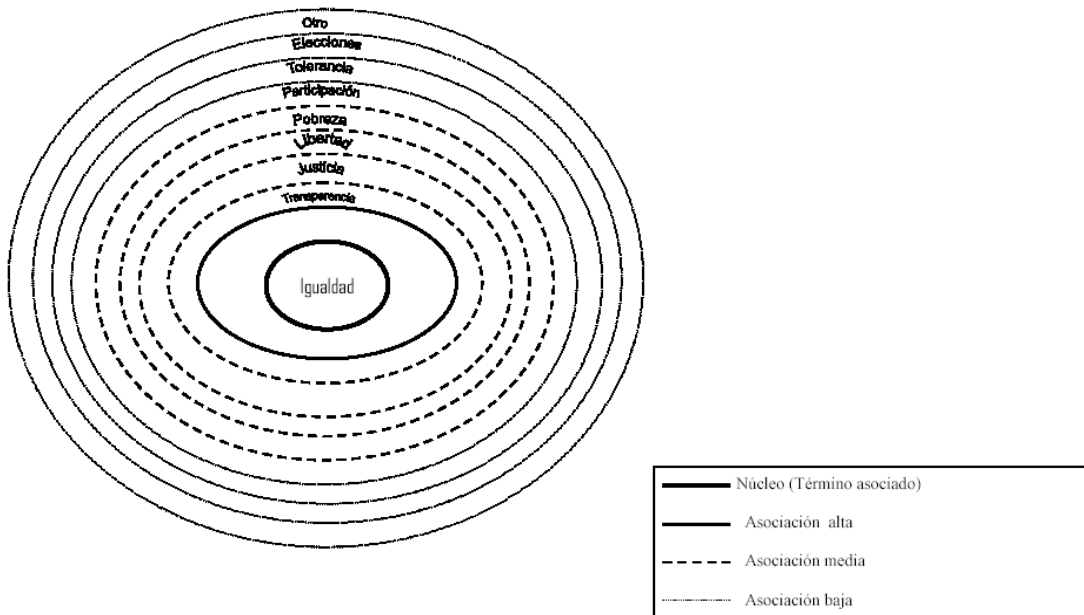 Otro
Elecciones
Tolerancia
Participación
Pobreza
Libertad
Justicia
Transparencia
Igualdad
Núcleo (Término asociado)
Asociación alta
Asociación media
Asociación baja